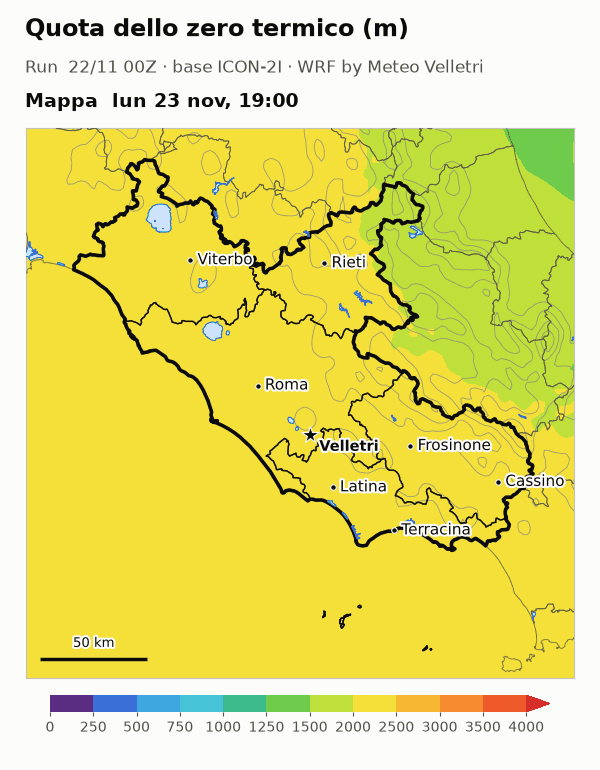 Quota dello zero termico (m)
Run  22/11 00Z · base ICON-2I · WRF by Meteo Velletri
Mappa  lun 23 nov, 19:00
Viterbo
Rieti
Roma
Velletri
Frosinone
Latina
Cassino
Terracina
50 km
0 250 500 750 1000 1250 1500 2000 2500 3000 3500 4000